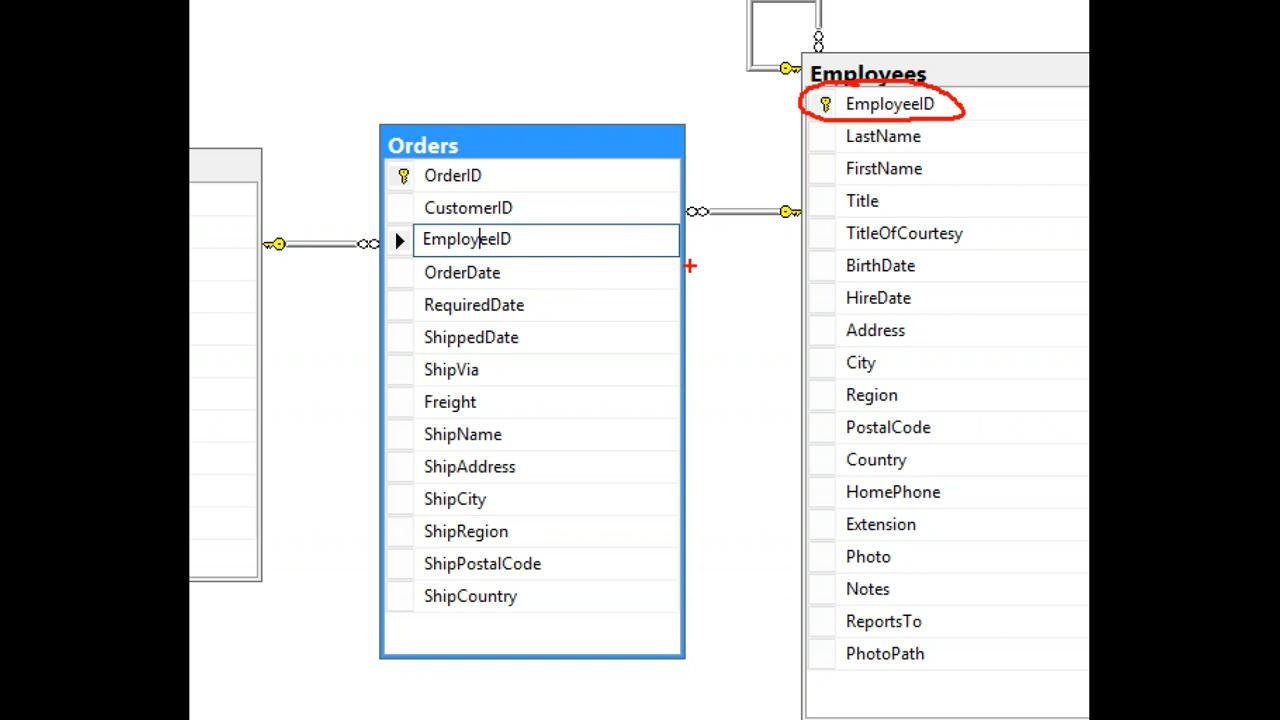 Orders
OrderID
CustomerID
EmployeeID
OrderDate
RequiredDate
ShippedDate
ShipVia
Freight
ShipName
ShipAddress
ShipCity
ShipRegion
ShipPostalCode
ShipCountry
Employees
EmployeeID
LastName
FirstName
Title
TitleOfCourtesy
BirthDate
HireDate
Address
City
Region
PostalCode
Country
HomePhone
Extension
Photo
Notes
ReportsTo
PhotoPath